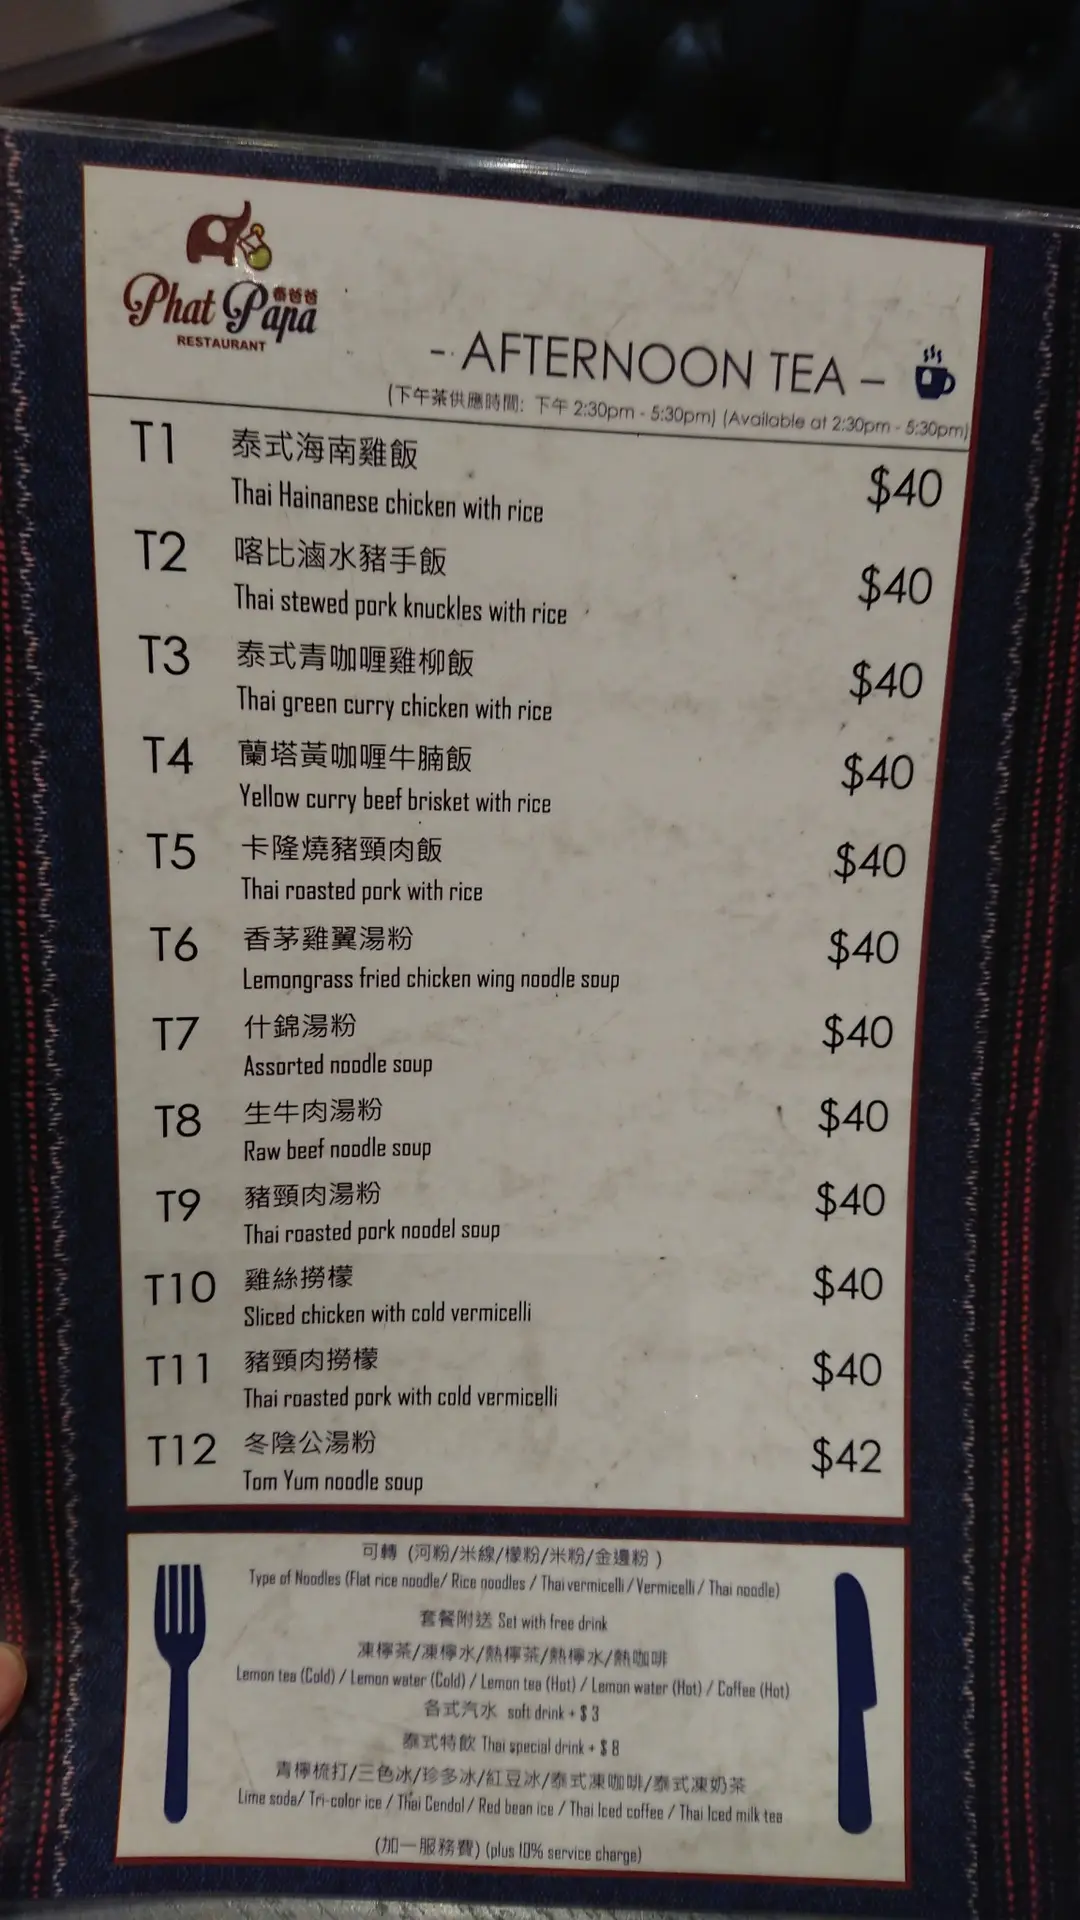 Phat Papa 泰爸爸
RESTAURANT
- AFTERNOON TEA –
(下午茶供應時間: 下午 2:30pm - 5:30pm) (Available at 2:30pm - 5:30pm)
T1 泰式海南雞飯 $40
Thai Hainanese chicken with rice
T2 喀比滷水豬手飯 $40
Thai stewed pork knuckles with rice
T3 泰式青咖喱雞柳飯 $40
Thai green curry chicken with rice
T4 蘭塔黃咖喱牛腩飯 $40
Yellow curry beef brisket with rice
T5 卡隆燒豬頸肉飯 $40
Thai roasted pork with rice
T6 香茅雞翼湯粉 $40
Lemongrass fried chicken wing noodle soup
T7 什錦湯粉 $40
Assorted noodle soup
T8 生牛肉湯粉 $40
Raw beef noodle soup
T9 豬頸肉湯粉 $40
Thai roasted pork noodel soup
T10 雞絲撈檬 $40
Sliced chicken with cold vermicelli
T11 豬頸肉撈檬 $40
Thai roasted pork with cold vermicelli
T12 冬陰公湯粉 $42
Tom Yum noodle soup
可轉 (河粉/米線/檬粉/米粉/金邊粉)
Type of Noodles (Flat rice noodle/ Rice noodles / Thai vermicelli / Vermicelli / Thai noodle)
套餐附送 Set with free drink
凍檸茶/凍檸水/熱檸茶/熱檸水/熱咖啡
Lemon tea (Cold) / Lemon water (Cold) / Lemon tea (Hot) / Lemon water (Hot) / Coffee (Hot)
各式汽水 soft drink + $ 3
泰式特飲 Thai special drink + $ 8
青檸梳打/三色冰/珍多冰/紅豆冰/泰式凍咖啡/泰式凍奶茶
Lime soda/ Tri-color ice / Thai Cendol / Red bean ice / Thai Iced coffee / Thai Iced milk tea
(加一服務費) (plus 10% service charge)